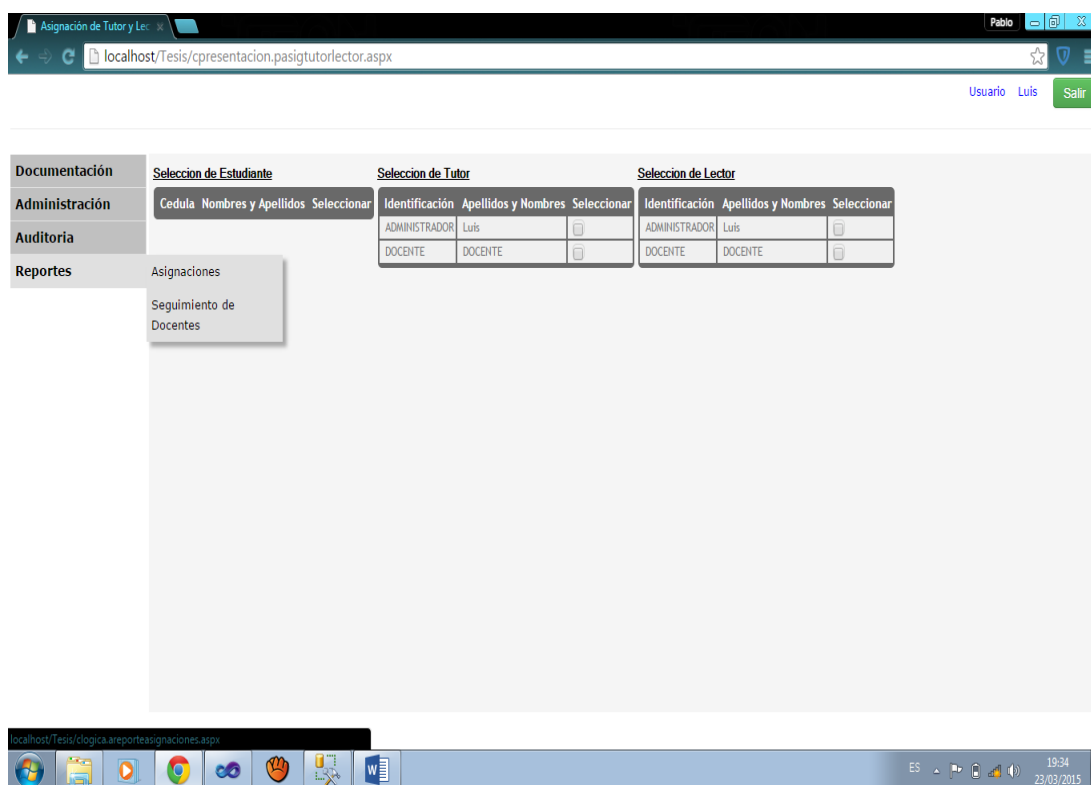 Asignación de Tutor y Lec
Pablo
localhost/Tesis/cpresentacion.pasigtutorlector.aspx
Usuario Luis Salir
Documentación
Administración
Auditoria
Reportes
Asignaciones
Seguimiento de
Docentes
Seleccion de Estudiante
Cedula Nombres y Apellidos Seleccionar
Seleccion de Tutor
Identificación Apellidos y Nombres Seleccionar
ADMINISTRADOR Luis
DOCENTE DOCENTE
Seleccion de Lector
Identificación Apellidos y Nombres Seleccionar
ADMINISTRADOR Luis
DOCENTE DOCENTE
localhost/Tesis/clogica.areporteasignaciones.aspx
ES
19:34
23/03/2015